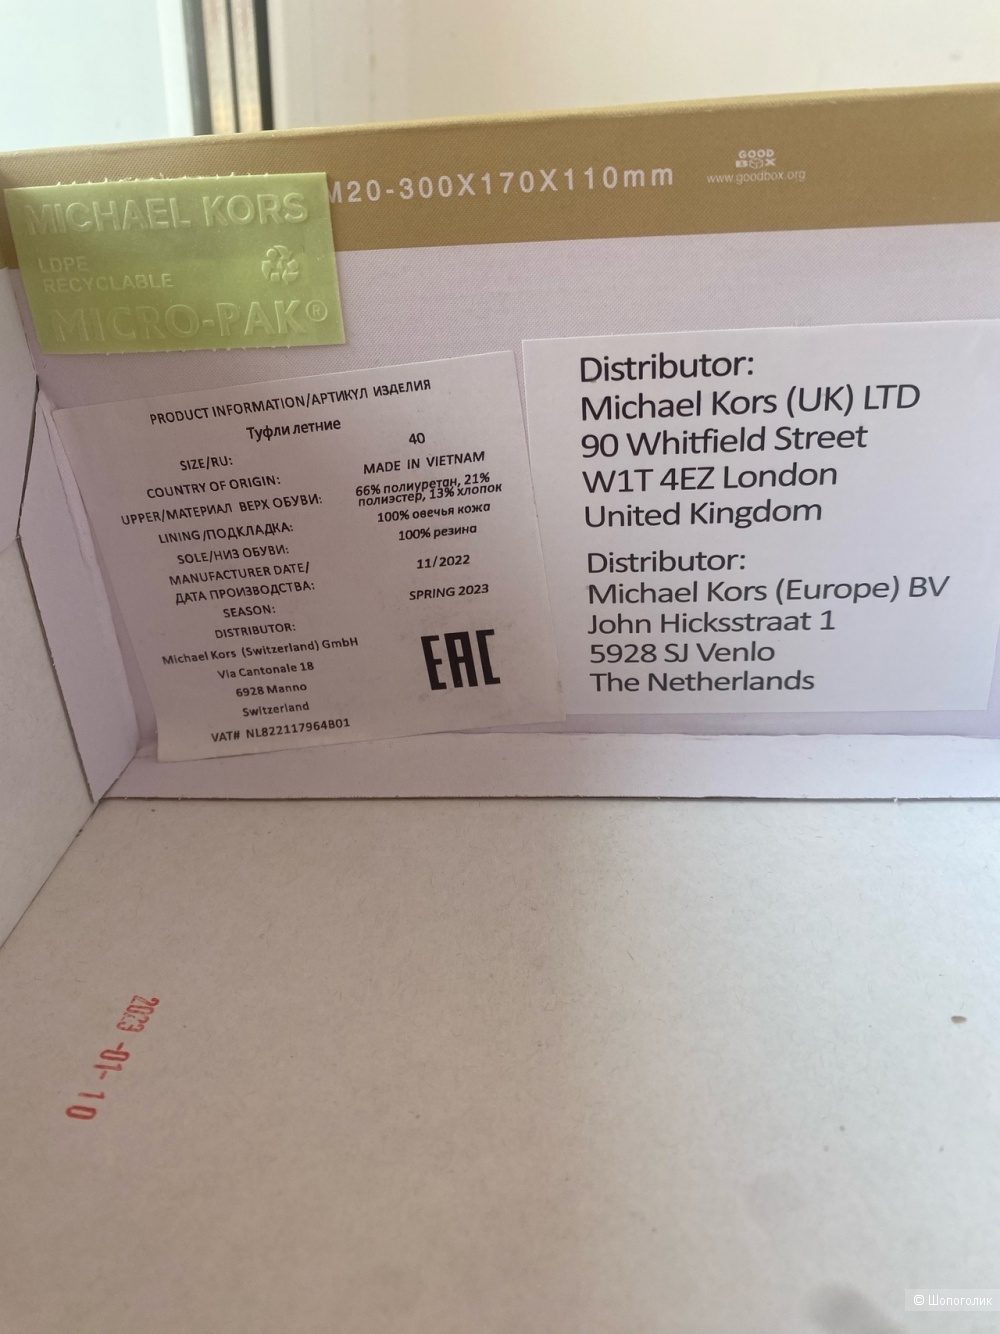 M20-300X170X110mm
GOOD
BOX
www.goodbox.org
MICHAEL KORS
LDPE
RECYCLABLE
MICRO-PAK®
PRODUCT INFORMATION/АРТИКУЛ ИЗДЕЛИЯ
Туфли летние
SIZE/RU: 40
COUNTRY OF ORIGIN: MADE IN VIETNAM
UPPER/МАТЕРИАЛ ВЕРХ ОБУВИ: 66% полиуретан, 21%
полиэстер, 13% хлопок
LINING/ПОДКЛАДКА: 100% овечья кожа
SOLE/НИЗ ОБУВИ: 100% резина
MANUFACTURER DATE/
ДАТА ПРОИЗВОДСТВА: 11/2022
SEASON: SPRING 2023
DISTRIBUTOR:
Michael Kors (Switzerland) GmbH
Via Cantonale 18
6928 Manno
Switzerland
VAT# NL822117964B01
EAC
Distributor:
Michael Kors (UK) LTD
90 Whitfield Street
W1T 4EZ London
United Kingdom
Distributor:
Michael Kors (Europe) BV
John Hicksstraat 1
5928 SJ Venlo
The Netherlands
2023-01-10
© Шопоголик